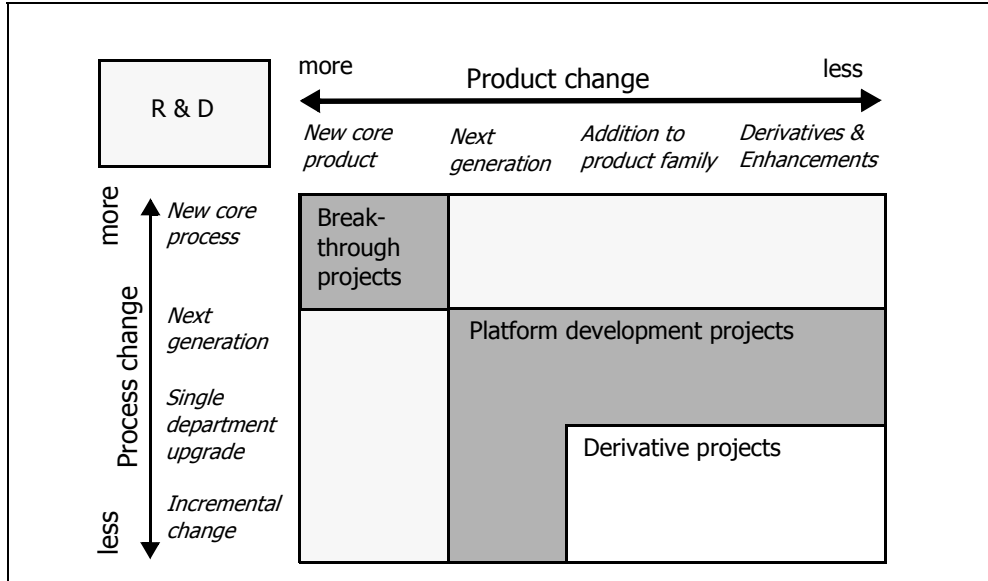 R & D
more
Product change
less
New core
product
Next
generation
Addition to
product family
Derivatives &
Enhancements
more
Process change
less
New core
process
Next
generation
Single
department
upgrade
Incremental
change
Break-
through
projects
Platform development projects
Derivative projects